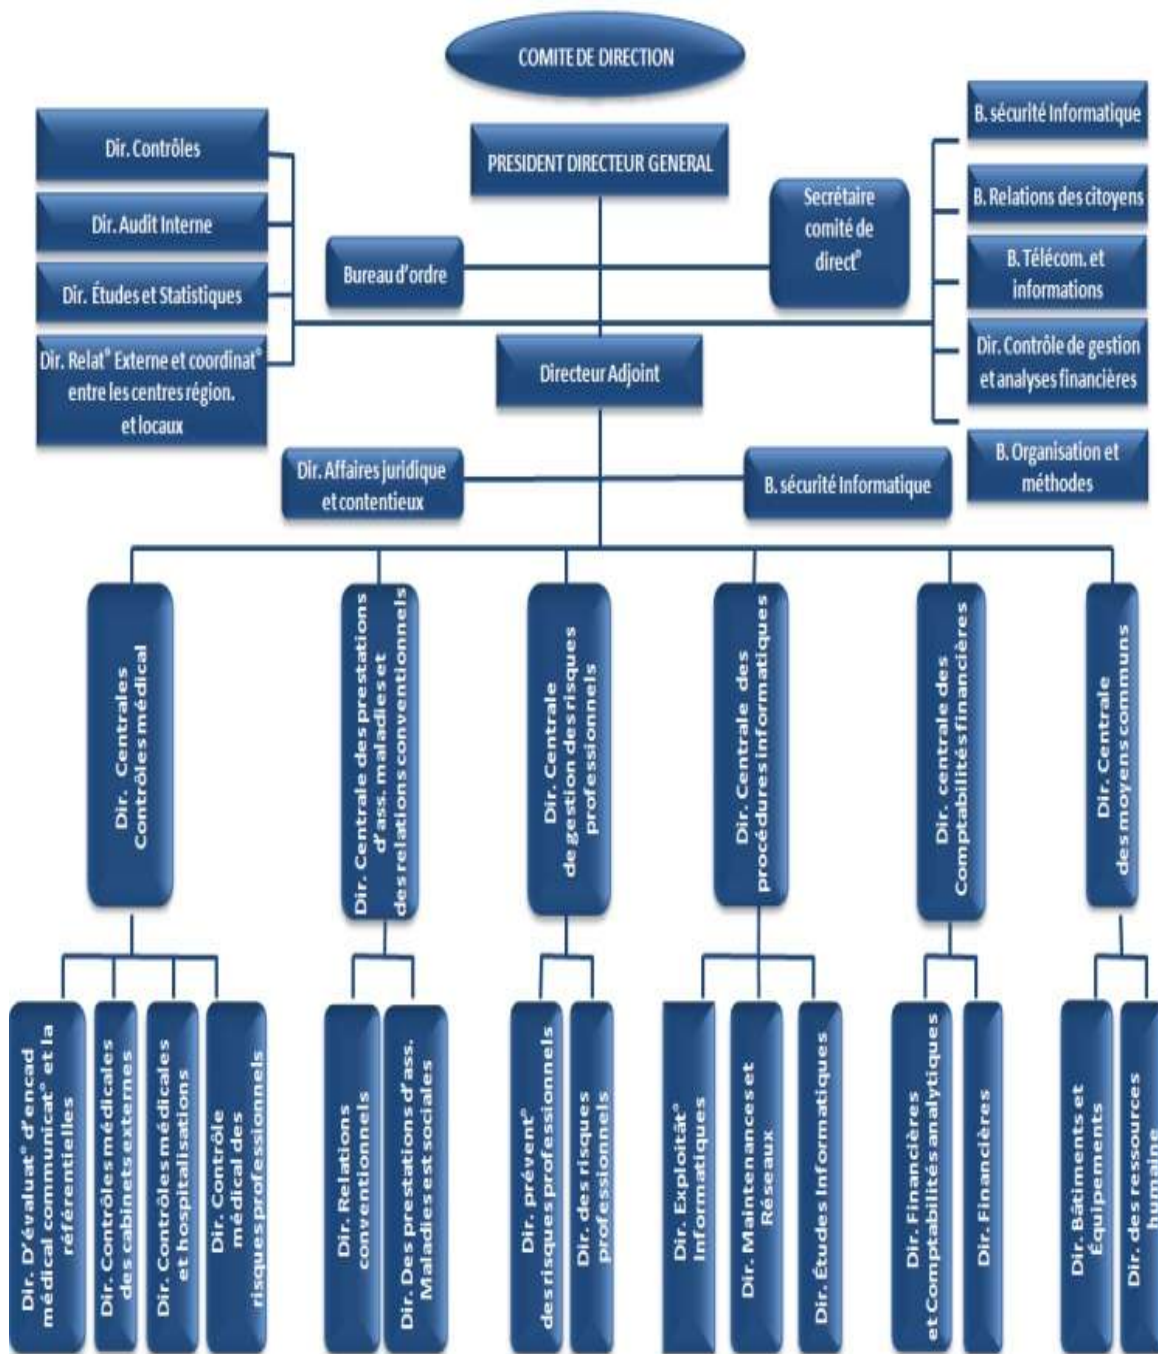 COMITE DE DIRECTION
PRESIDENT DIRECTEUR GENERAL
Dir. Contrôles
Dir. Audit Interne
Dir. Études et Statistiques
Dir. Relat° Externe et coordinat°
entre les centres région.
et locaux
Bureau d'ordre
Secrétaire
comité de
direct°
B. sécurité Informatique
B. Relations des citoyens
B. Télécom. et
informations
Dir. Contrôle de gestion
et analyses financières
B. Organisation et
méthodes
Directeur Adjoint
Dir. Affaires juridique
et contentieux
B. sécurité Informatique
Dir. Centrales
Contrôles médical
Dir. Centrale des prestations
d'ass. maladies et
des relations conventionnels
Dir. Centrale
de gestion des risques
professionnels
Dir. Centrale des
procédures informatiques
Dir. centrale des
Comptabilités financières
Dir. Centrale
des moyens communs
Dir. D'évaluat° d'encad
médical communicat° et la
référentielles
Dir. Contrôles médicales
des cabinets externes
Dir. Contrôles médicales
et hospitalisations
Dir. Contrôle
médical des
risques professionnels
Dir. Relations
conventionnels
Dir. Des prestations d'ass.
Maladies est sociales
Dir. prévent°
des risques professionnels
Dir. des risques
professionnels
Dir. Exploität°
Informatiques
Dir. Maintenances et
Réseaux
Dir. Études Informatiques
Dir. Financières
et Comptabilités analytiques
Dir. Financières
Dir. Bâtiments et
Équipements
Dir. des ressources
humaine